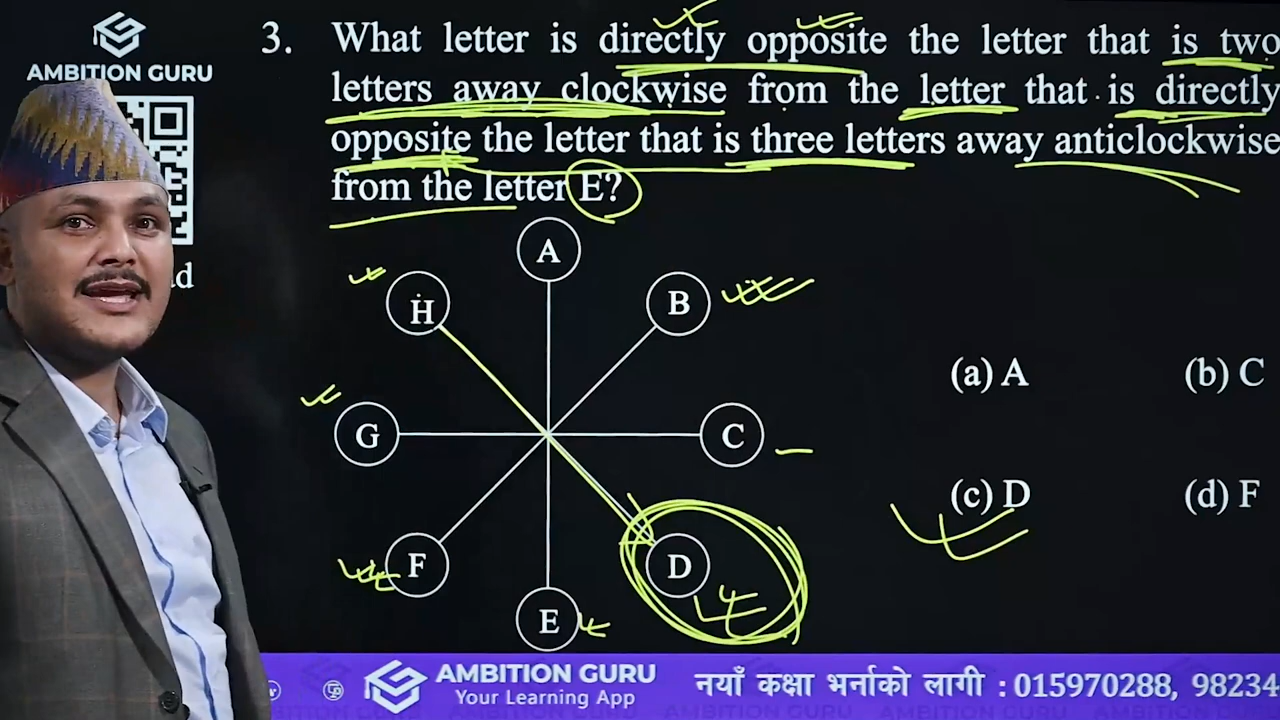 AMBITION GURU
3. What letter is directly opposite the letter that is two
letters away clockwise from the letter that is directly
opposite the letter that is three letters away anticlockwise
from the letter E?
A
H
B
G
C
F
D
E
(a) A
(b) C
(c) D
(d) F
AMBITION GURU
Your Learning App
नयाँ कक्षा भर्नाको लागी : 015970288, 98234